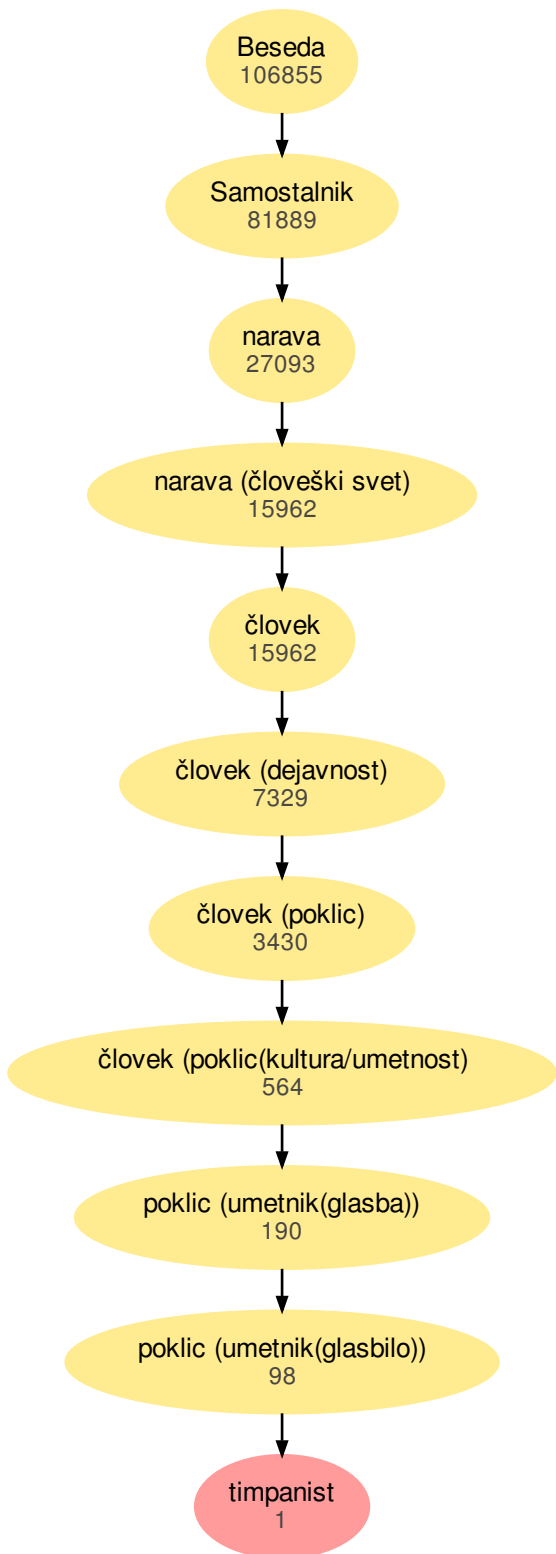 Beseda
106855
Samostalnik
81889
narava
27093
narava (človeški svet)
15962
človek
15962
človek (dejavnost)
7329
človek (poklic)
3430
človek (poklic(kultura/umetnost)
564
poklic (umetnik(glasba))
190
poklic (umetnik(glasbilo))
98
timpanist
1